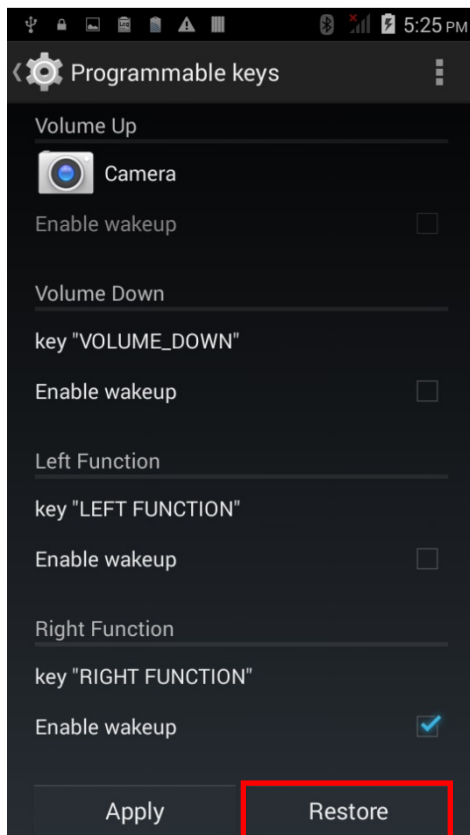 5:25 PM
Programmable keys
Volume Up
Camera
Enable wakeup
Volume Down
key "VOLUME_DOWN"
Enable wakeup
Left Function
key "LEFT FUNCTION"
Enable wakeup
Right Function
key "RIGHT FUNCTION"
Enable wakeup
Apply Restore